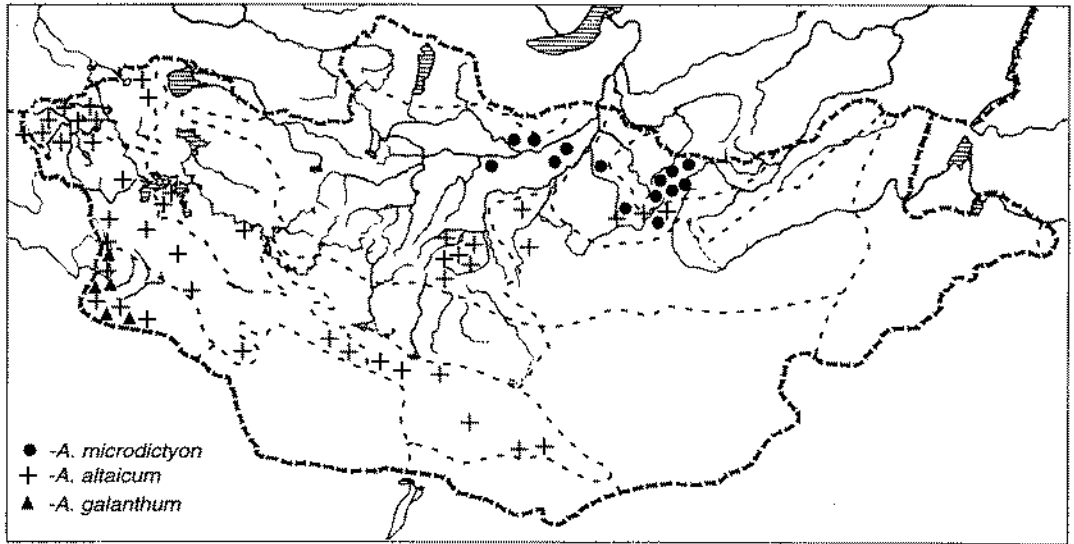 ● -A. microdictyon
+ -A. altaicum
▲ -A. galanthum